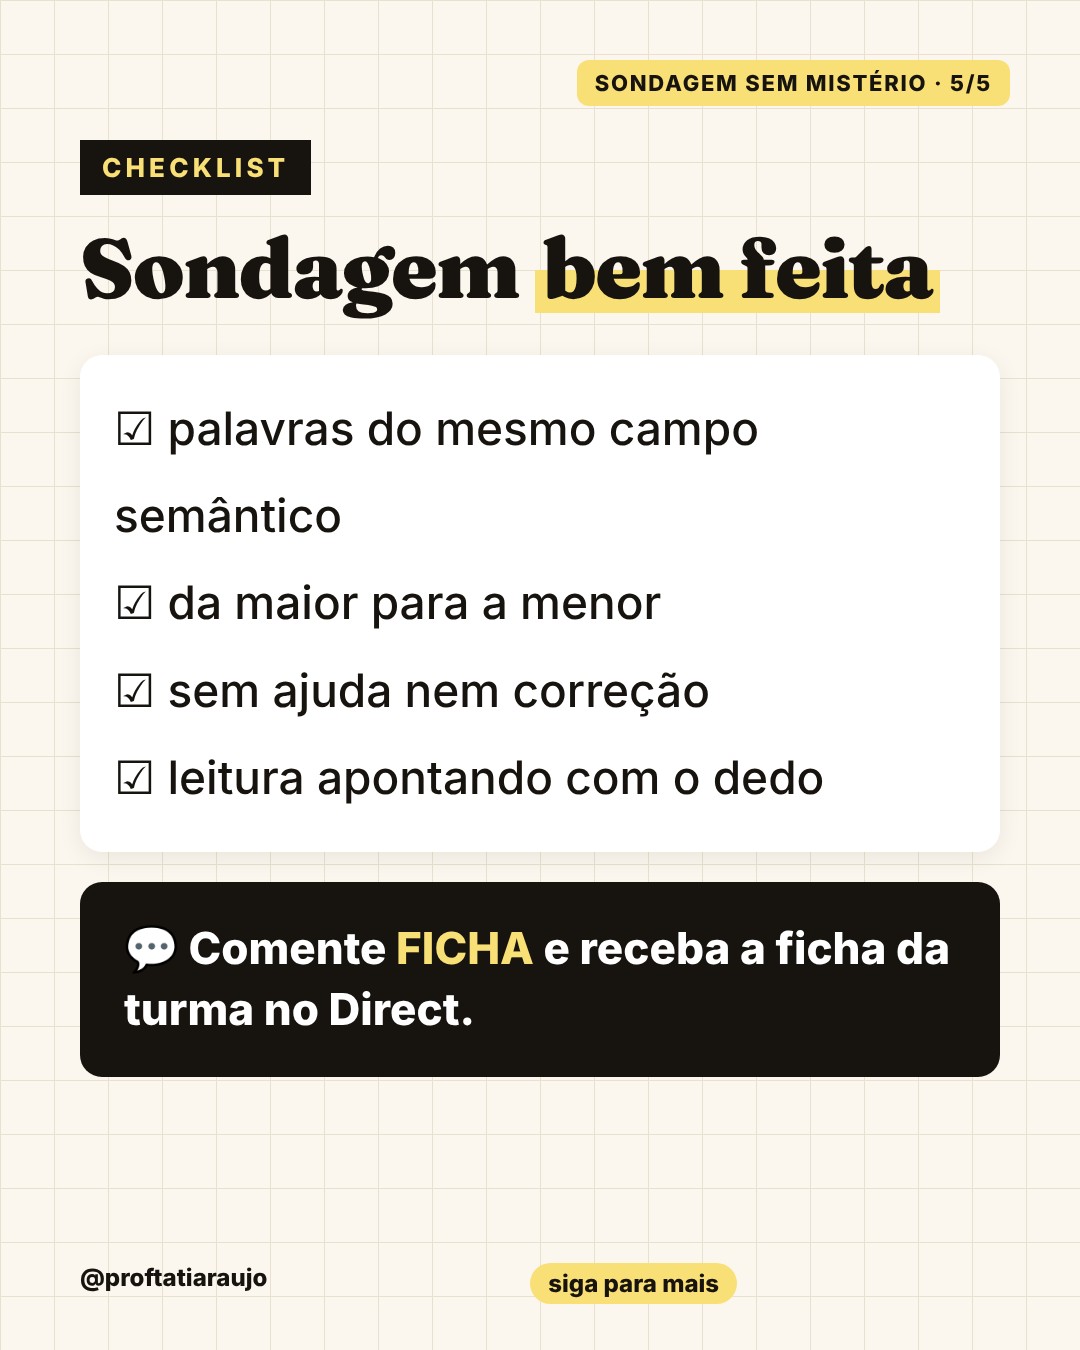 SONDAGEM SEM MISTÉRIO · 5/5
CHECKLIST
Sondagem bem feita
☑ palavras do mesmo campo
semântico
☑ da maior para a menor
☑ sem ajuda nem correção
☑ leitura apontando com o dedo
💬 Comente FICHA e receba a ficha da
turma no Direct.
@proftatiaraujo
siga para mais